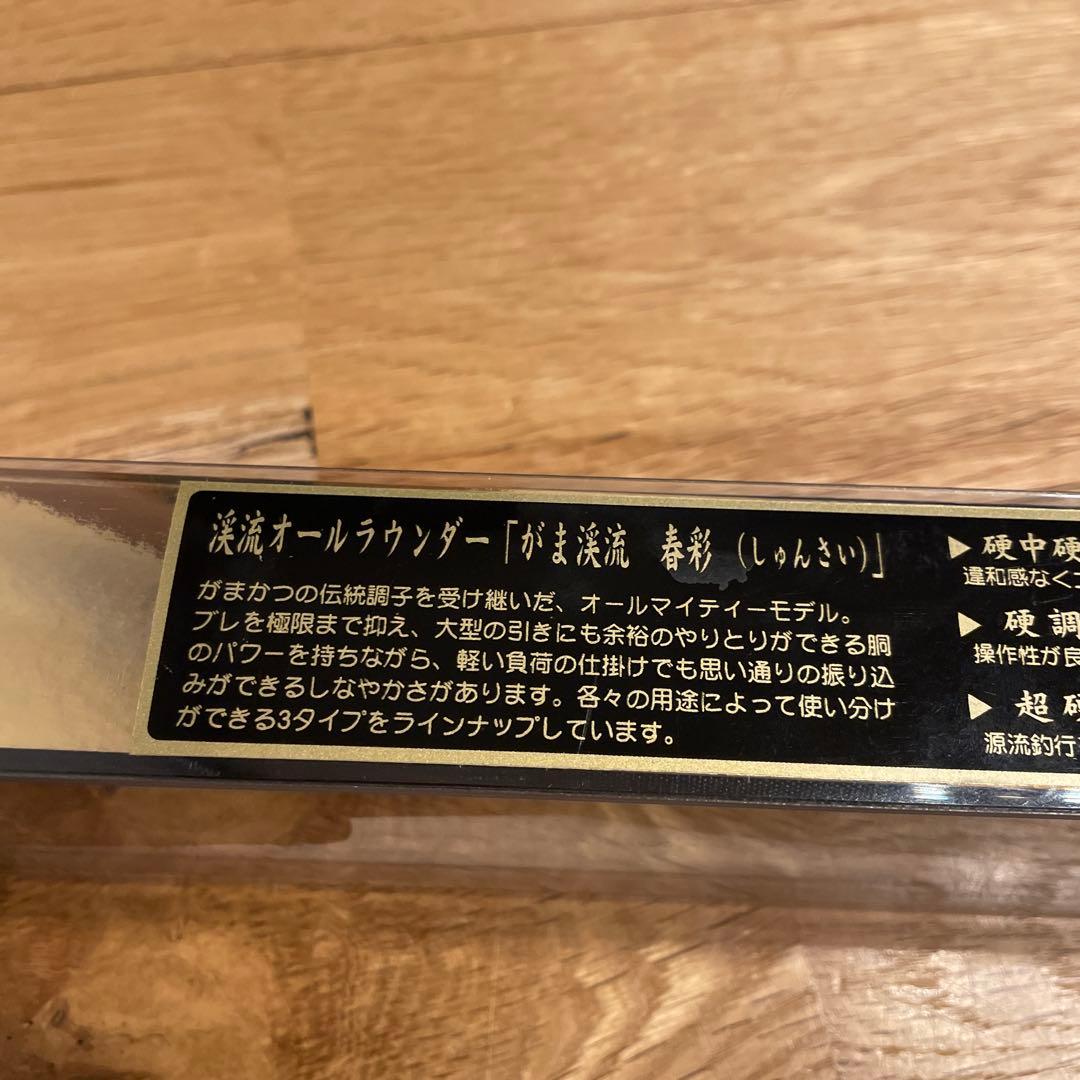 渓流オールラウンダー「がま渓流 春彩（しゅんさい）」
がまかつの伝統調子を受け継いだ、オールマイティーモデル。
ブレを極限まで抑え、大型の引きにも余裕のやりとりができる胴
のパワーを持ちながら、軽い負荷の仕掛けでも思い通りの振り込
みができるしなやかさがあります。各々の用途によって使い分け
ができる3タイプをラインナップしています。
▶硬中硬
違和感なく
▶硬調
操作性が良
▶超硬
源流釣行